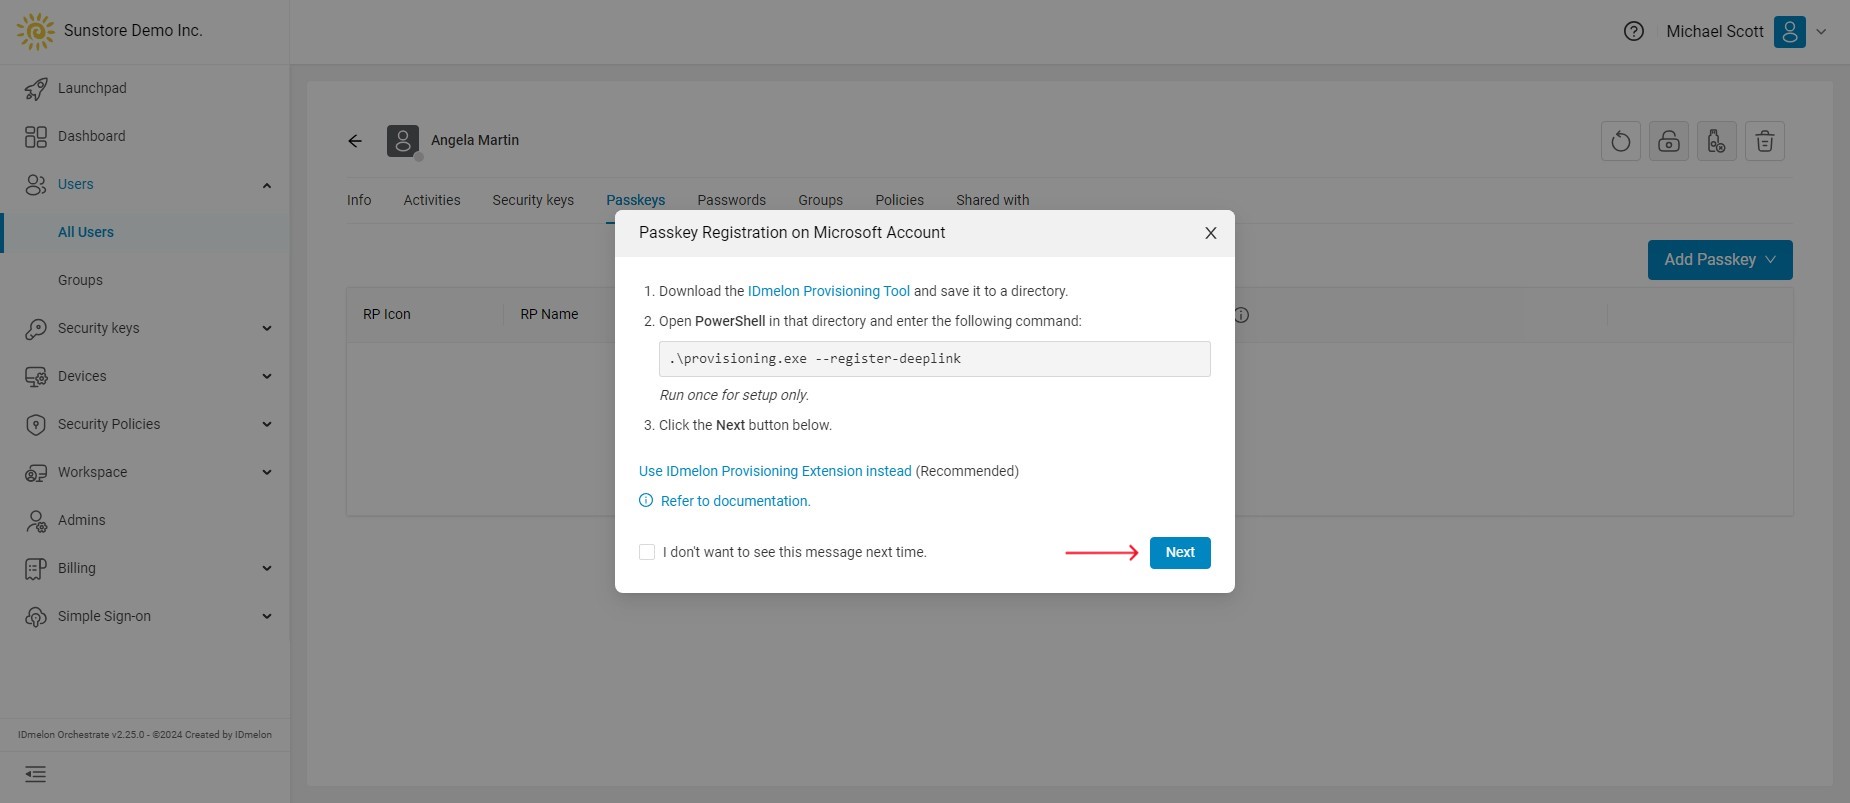 Sunstore Demo Inc.
Michael Scott
Launchpad
Dashboard
Users
All Users
Groups
Security keys
Devices
Security Policies
Workspace
Admins
Billing
Simple Sign-on
IDmelon Orchestrate v2.25.0 - ©2024 Created by IDmelon
Angela Martin
Info Activities Security keys Passkeys Passwords Groups Policies Shared with
Add Passkey
RP Icon RP Name
Passkey Registration on Microsoft Account
1. Download the IDmelon Provisioning Tool and save it to a directory.
2. Open PowerShell in that directory and enter the following command:
.\provisioning.exe --register-deeplink
Run once for setup only.
3. Click the Next button below.
Use IDmelon Provisioning Extension instead (Recommended)
Refer to documentation.
I don't want to see this message next time.
Next